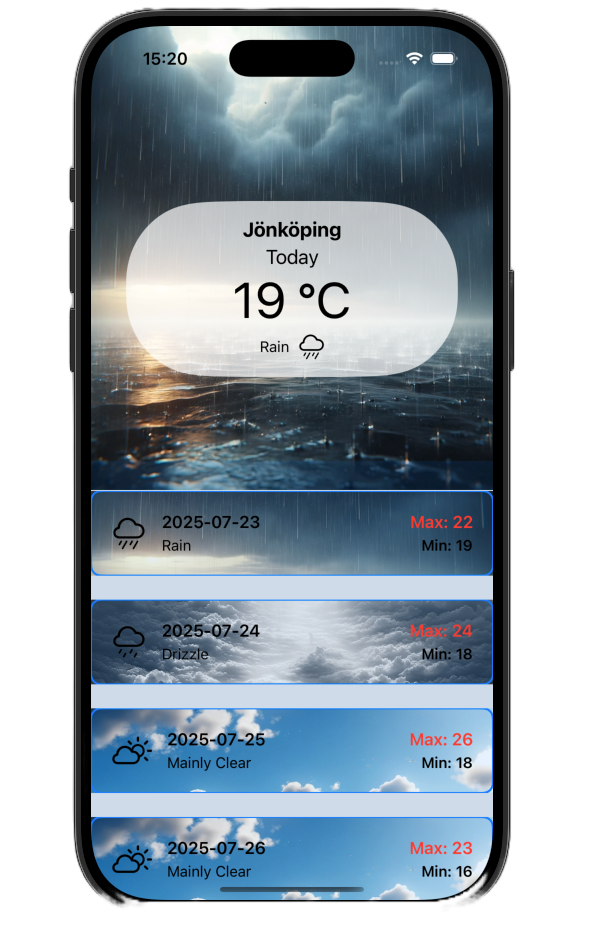 15:20
Jönköping
Today
19 °C
Rain
2025-07-23
Max: 22
Rain
Min: 19
2025-07-24
Max: 24
Drizzle
Min: 18
2025-07-25
Max: 26
Mainly Clear
Min: 18
2025-07-26
Max: 23
Mainly Clear
Min: 16